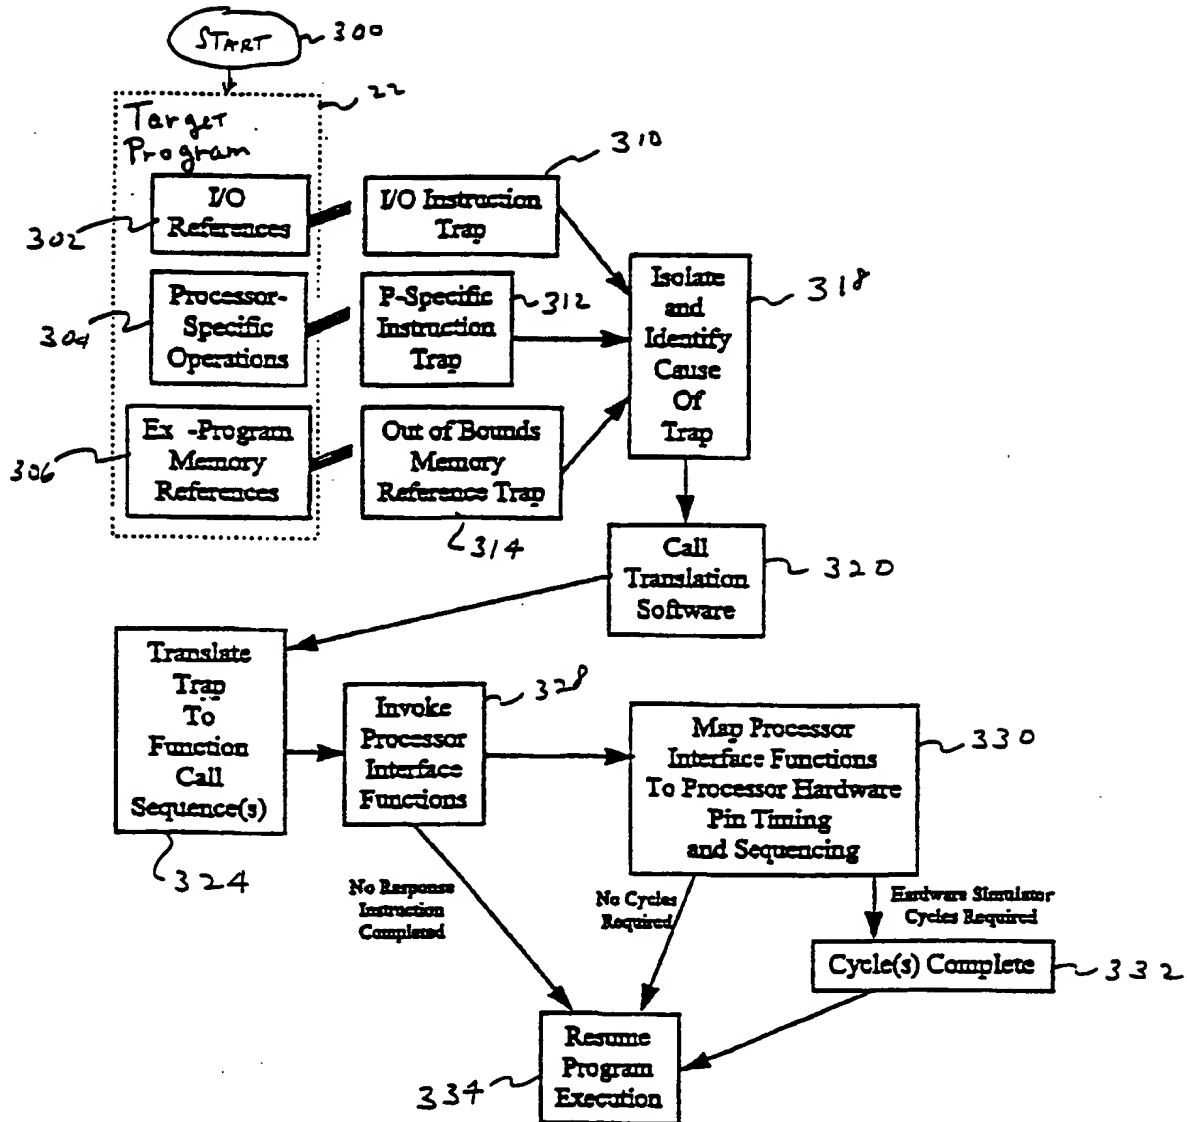 START
300
22
Target
Program
310
I/O
References
302
I/O Instruction
Trap
Processor-
Specific
Operations
304
P-Specific
Instruction
Trap
312
Isolate
and
Identify
Cause
Of
Trap
318
Ex -Program
Memory
References
306
Out of Bounds
Memory
Reference Trap
314
Call
Translation
Software
320
Translate
Trap
To
Function
Call
Sequence(s)
324
Invoke
Processor
Interface
Functions
328
Map Processor
Interface Functions
To Processor Hardware
Pin Timing
and Sequencing
330
No Response
Instruction
Completed
No Cycles
Required
Hardware Simulator
Cycles Required
Cycle(s) Complete
332
Resume
Program
Execution
334